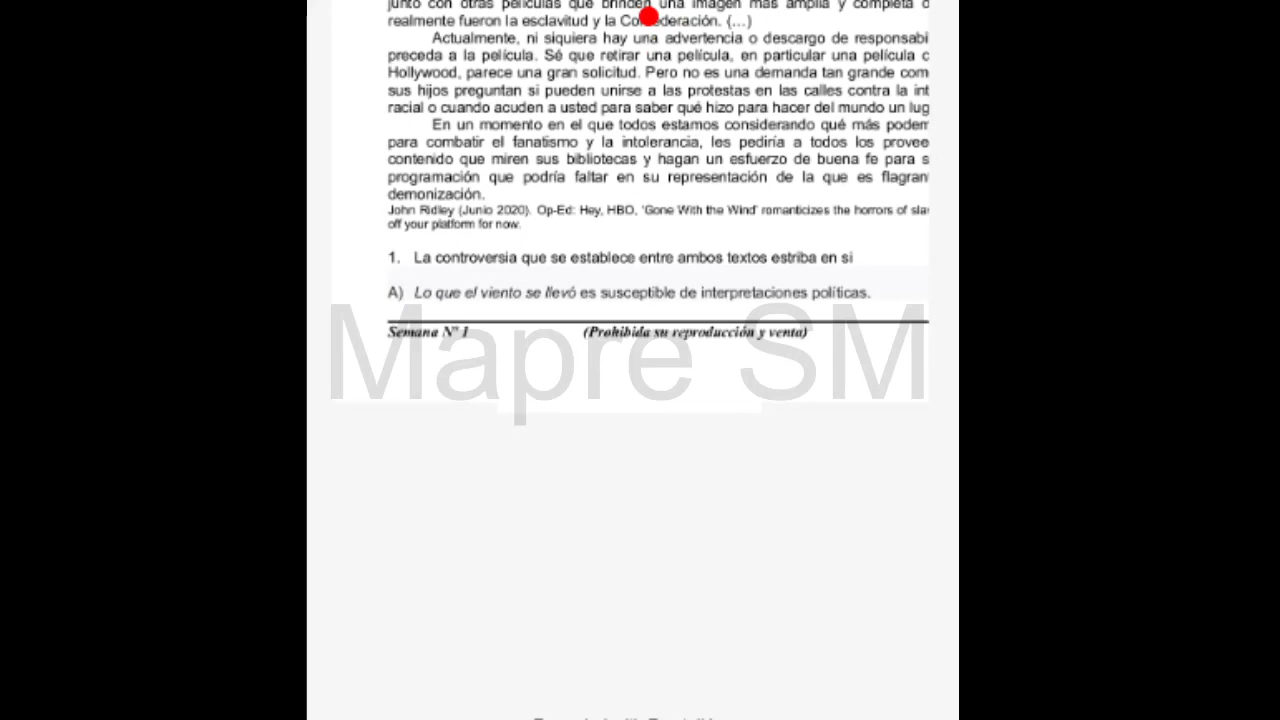 junto con otras películas que brinden una imagen más amplia y completa
realmente fueron la esclavitud y la Confederación. (...)
Actualmente, ni siquiera hay una advertencia o descargo de responsabi
preceda a la película. Sé que retirar una película, en particular una película
Hollywood, parece una gran solicitud. Pero no es una demanda tan grande com
sus hijos preguntan si pueden unirse a las protestas en las calles contra la int
racial o cuando acuden a usted para saber qué hizo para hacer del mundo un lug
En un momento en el que todos estamos considerando qué más podem
para combatir el fanatismo y la intolerancia, les pediría a todos los provee
contenido que miren sus bibliotecas y hagan un esfuerzo de buena fe para s
programación que podría faltar en su representación de la que es flagran
demonización.
John Ridley (Junio 2020). Op-Ed: Hey, HBO, 'Gone With the Wind' romanticizes the horrors of sla
off your platform for now.
1. La controversia que se establece entre ambos textos estriba en si
A) Lo que el viento se llevó es susceptible de interpretaciones políticas.
Semana Nº 1 (Prohibida su reproducción y venta)
Mapre SM